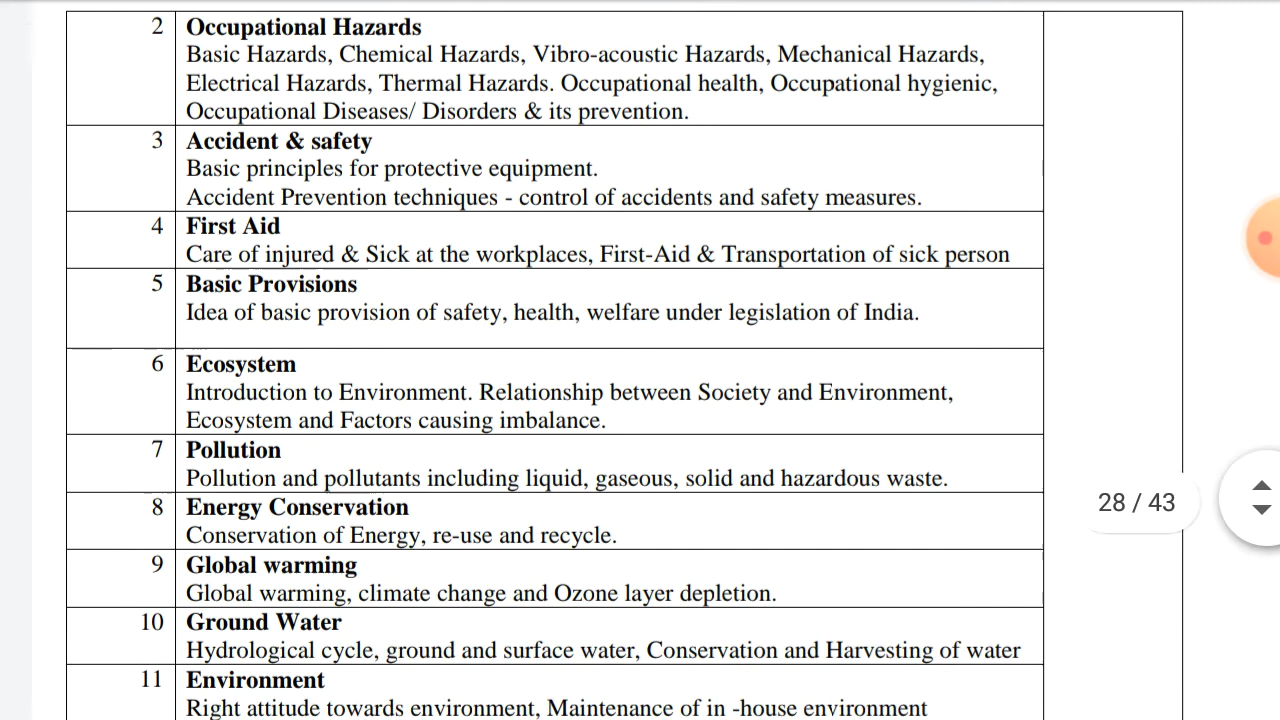 2 Occupational Hazards
Basic Hazards, Chemical Hazards, Vibro-acoustic Hazards, Mechanical Hazards,
Electrical Hazards, Thermal Hazards. Occupational health, Occupational hygienic,
Occupational Diseases/ Disorders & its prevention.
3 Accident & safety
Basic principles for protective equipment.
Accident Prevention techniques - control of accidents and safety measures.
4 First Aid
Care of injured & Sick at the workplaces, First-Aid & Transportation of sick person
5 Basic Provisions
Idea of basic provision of safety, health, welfare under legislation of India.
6 Ecosystem
Introduction to Environment. Relationship between Society and Environment,
Ecosystem and Factors causing imbalance.
7 Pollution
Pollution and pollutants including liquid, gaseous, solid and hazardous waste.
8 Energy Conservation
Conservation of Energy, re-use and recycle.
28 / 43
9 Global warming
Global warming, climate change and Ozone layer depletion.
10 Ground Water
Hydrological cycle, ground and surface water, Conservation and Harvesting of water
11 Environment
Right attitude towards environment, Maintenance of in -house environment